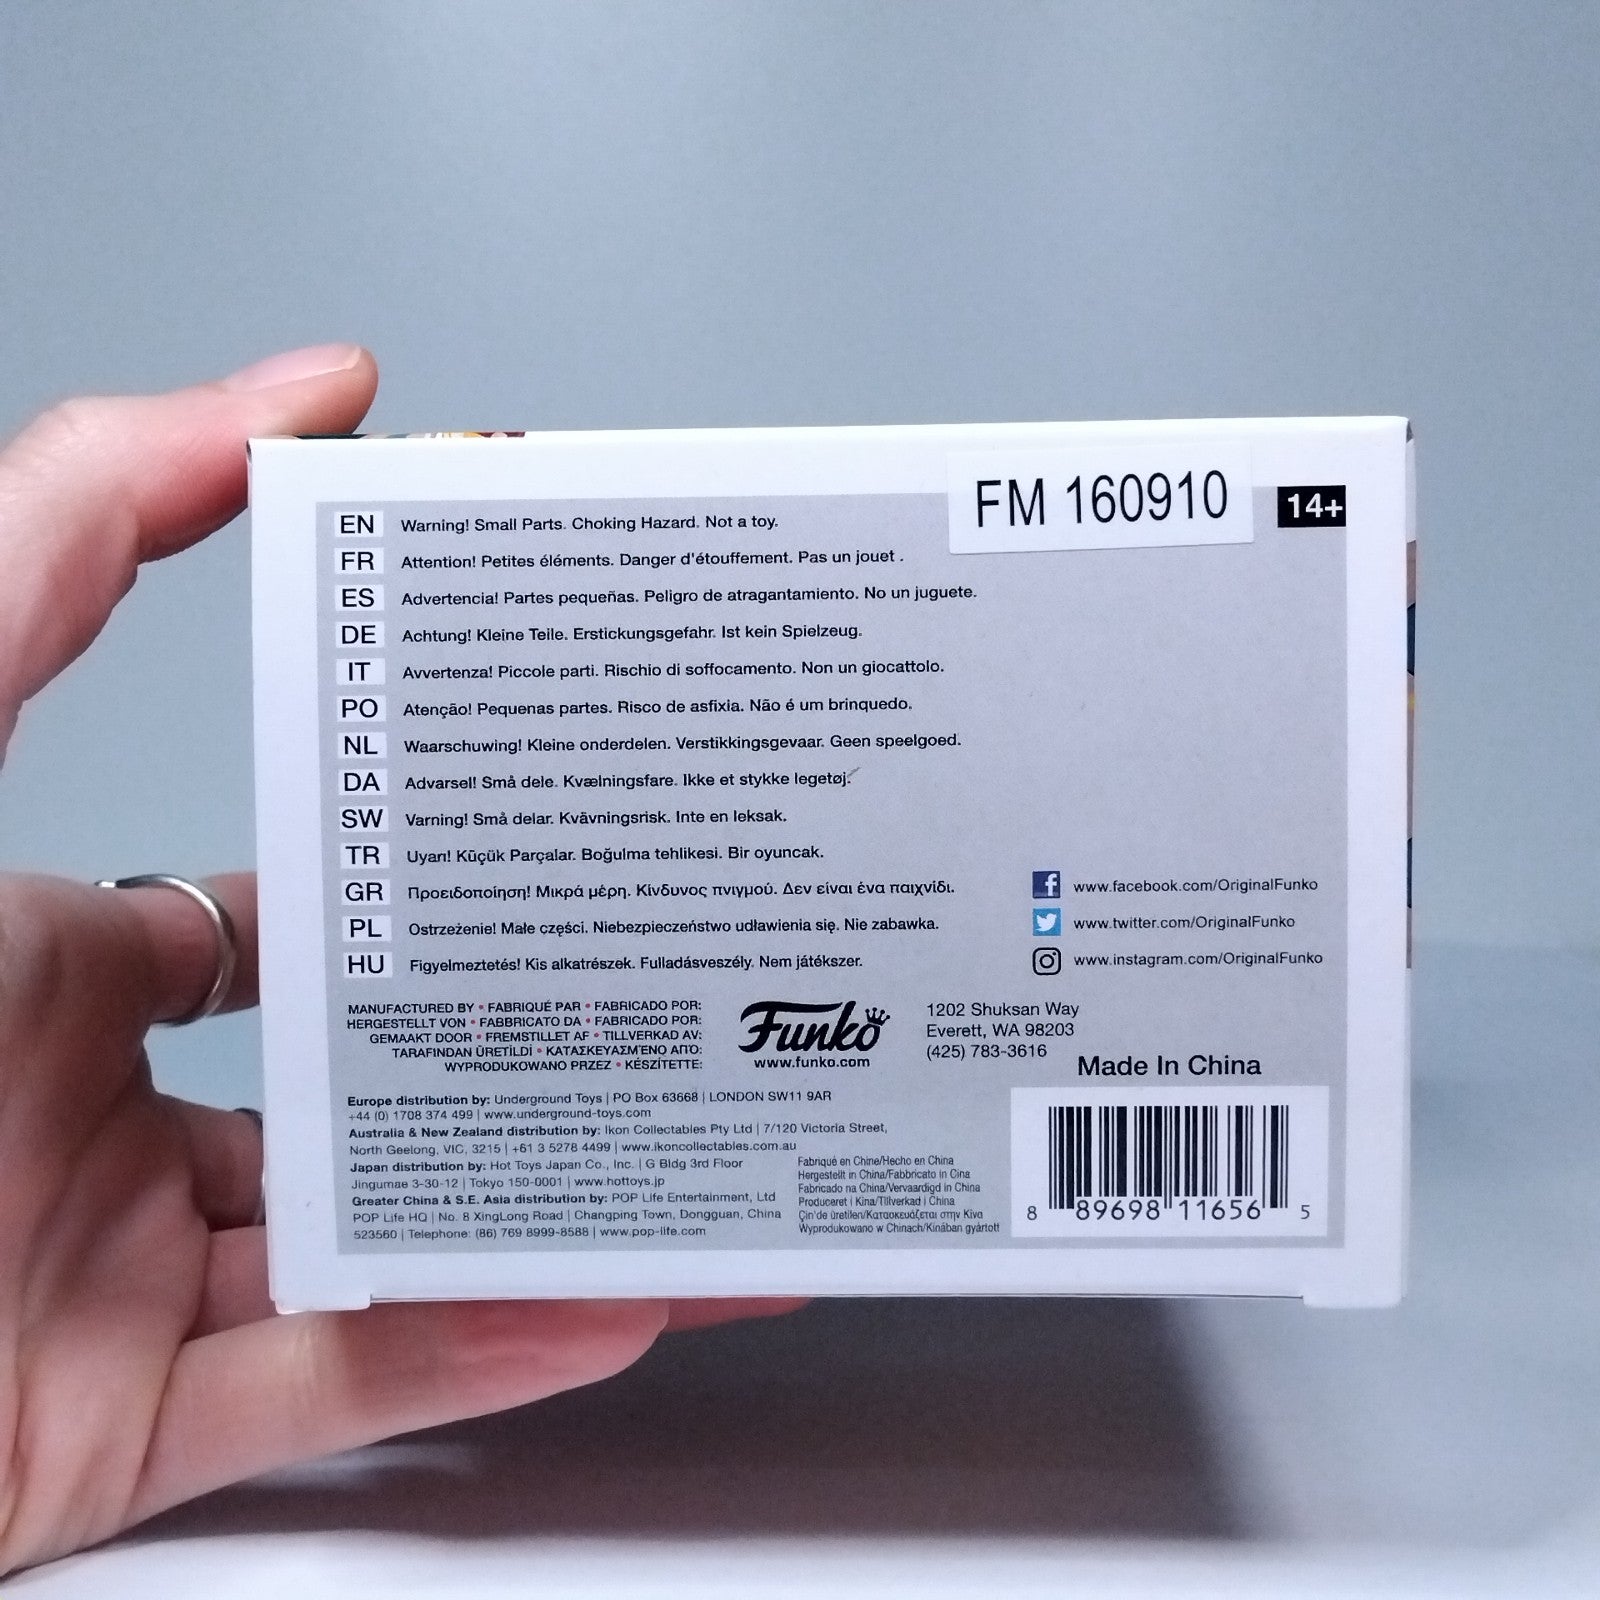 FM 160910
14+
EN Warning! Small Parts. Choking Hazard. Not a toy.
FR Attention! Petites éléments. Danger d'étouffement. Pas un jouet .
ES Advertencia! Partes pequeñas. Peligro de atragantamiento. No un juguete.
DE Achtung! Kleine Teile. Erstickungsgefahr. Ist kein Spielzeug.
IT Avvertenza! Piccole parti. Rischio di soffocamento. Non un giocattolo.
PO Atenção! Pequenas partes. Risco de asfixia. Não é um brinquedo.
NL Waarschuwing! Kleine onderdelen. Verstikkingsgevaar. Geen speelgoed.
DA Advarsel! Små dele. Kvælningsfare. Ikke et stykke legetøj.
SW Varning! Små delar. Kvävningsrisk. Inte en leksak.
TR Uyarı! Küçük Parçalar. Boğulma tehlikesi. Bir oyuncak.
GR Προειδοποίηση! Μικρά μέρη. Κίνδυνος πνιγμού. Δεν είναι ένα παιχνίδι.
PL Ostrzeżenie! Małe części. Niebezpieczeństwo udławienia się. Nie zabawka.
HU Figyelmeztetés! Kis alkatrészek. Fulladásveszély. Nem játékszer.
www.facebook.com/OriginalFunko
www.twitter.com/OriginalFunko
www.instagram.com/OriginalFunko
MANUFACTURED BY • FABRIQUÉ PAR • FABRICADO POR:
HERGESTELLT VON • FABBRICATO DA • FABRICADO POR:
GEMAAKT DOOR • FREMSTILLET AF • TILLVERKAD AV:
TARAFINDAN ÜRETİLDİ • ΚΑΤΑΣΚΕΥΑΣΜΈΝΟ ΑΠΌ:
WYPRODUKOWANO PRZEZ • KÉSZÍTETTE:
Funko
www.funko.com
1202 Shuksan Way
Everett, WA 98203
(425) 783-3616
Made In China
Europe distribution by: Underground Toys | PO Box 63668 | LONDON SW11 9AR
+44 (0) 1708 374 499 | www.underground-toys.com
Australia & New Zealand distribution by: Ikon Collectables Pty Ltd | 7/120 Victoria Street,
North Geelong, VIC, 3215 | +61 3 5278 4499 | www.ikoncollectables.com.au
Japan distribution by: Hot Toys Japan Co., Inc. | G Bldg 3rd Floor
Jingumae 3-30-12 | Tokyo 150-0001 | www.hottoys.jp
Greater China & S.E. Asia distribution by: POP Life Entertainment, Ltd
POP Life HQ | No. 8 XingLong Road | Changping Town, Dongguan, China
523560 | Telephone: (86) 769 8999-8588 | www.pop-life.com
Fabriqué en Chine/Hecho en China
Hergestellt in China/Fabbricato in Cina
Fabricado na China/Vervaardigd in China
Produceret i Kina/Tillverkad i China
Çin'de üretilen/Κατασκευάζεται στην Κίνα
Wyprodukowano w Chinach/Kínában gyártott
8 89698 11656 5